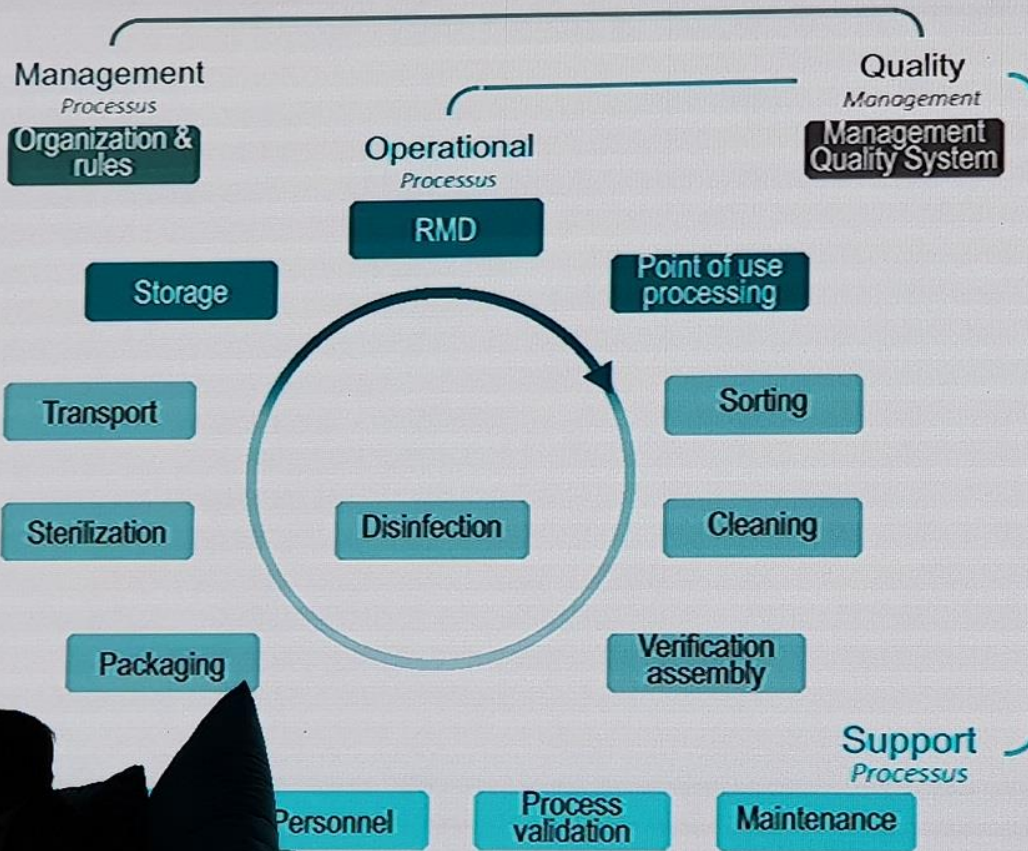 Management
Processus
Organization &
rules
Quality
Management
Management
Quality System
Operational
Processus
RMD
Storage
Point of use
processing
Transport
Sorting
Sterilization
Disinfection
Cleaning
Packaging
Verification
assembly
Support
Processus
Personnel
Process
validation
Maintenance